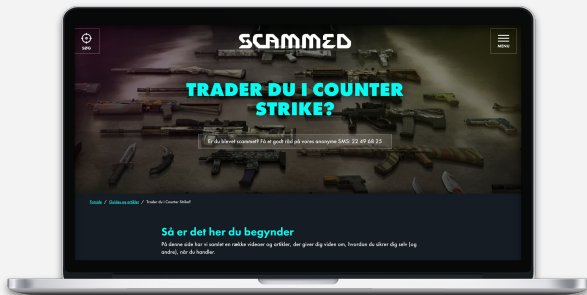 SCAMMED
SØG
MENU
TRADER DU I COUNTER
STRIKE?
Er du blevet scammet? Få et godt råd på vores anonyme SMS: 22 49 68 25
Forside / Guides og artikler / Trader du i Counter Strike?
Så er det her du begynder
På denne side har vi samlet en række videoer og artikler, der giver dig viden om, hvordan du sikrer dig selv (og
andre), når du handler.